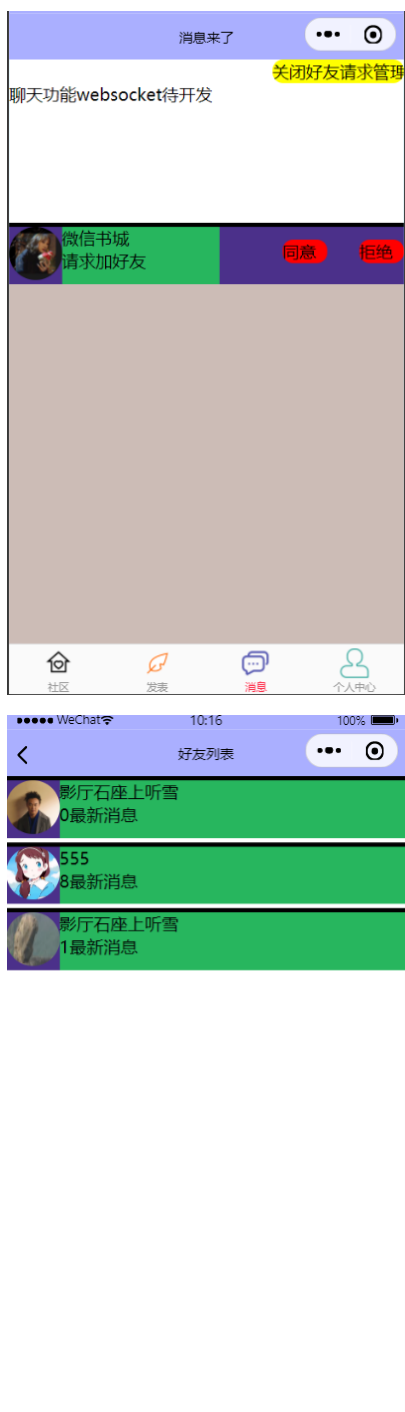 消息来了
关闭好友请求管理
聊天功能websocket待开发
微信书城
请求加好友
同意
拒绝
社区
发表
消息
个人中心
WeChat
10:16
100%
好友列表
影厅石座上听雪
0最新消息
555
8最新消息
影厅石座上听雪
1最新消息